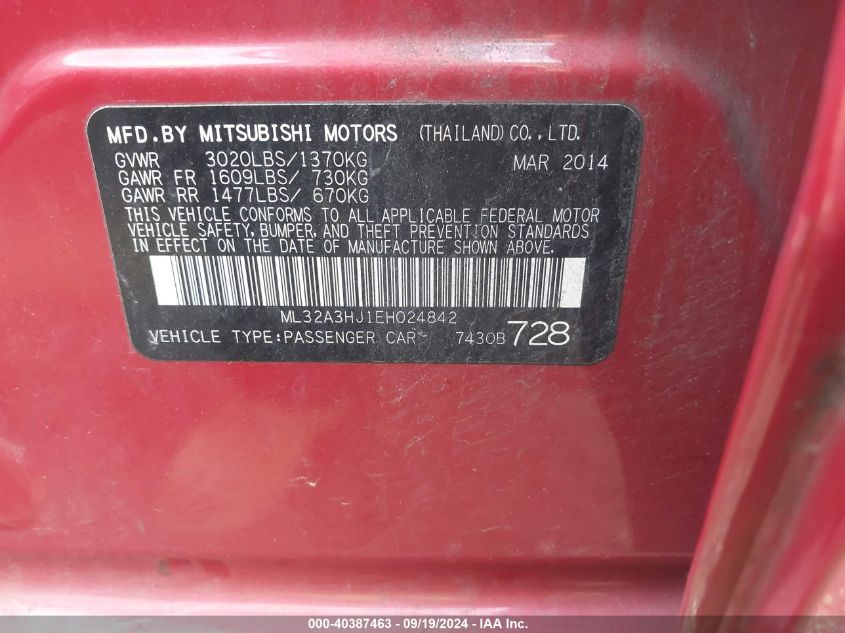 MFD.BY MITSUBISHI MOTORS (THAILAND) CO., LTD.
GVWR 3020LBS/1370KG MAR 2014
GAWR FR 1609LBS/ 730KG
GAWR RR 1477LBS/ 670KG
THIS VEHICLE CONFORMS TO ALL APPLICABLE FEDERAL MOTOR
VEHICLE SAFETY, BUMPER, AND THEFT PREVENTION STANDARDS
IN EFFECT ON THE DATE OF MANUFACTURE SHOWN ABOVE.
ML32A3HJ1EH024842
VEHICLE TYPE:PASSENGER CAR 7430B 728
000-40387463 - 09/19/2024 - IAA Inc.